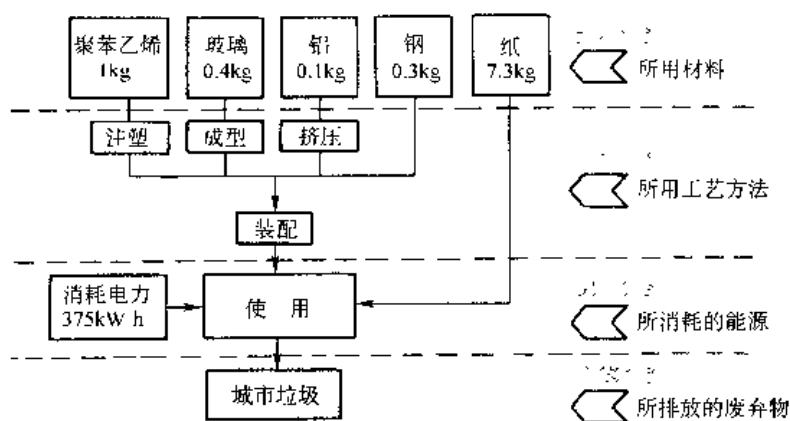 聚苯乙烯
1kg
玻璃
0.4kg
铝
0.1kg
钢
0.3kg
纸
7.3kg
所用材料
注塑
成型
挤压
所用工艺方法
装配
消耗电力
375kW h
使 用
所消耗的能源
城市垃圾
所排放的废弃物